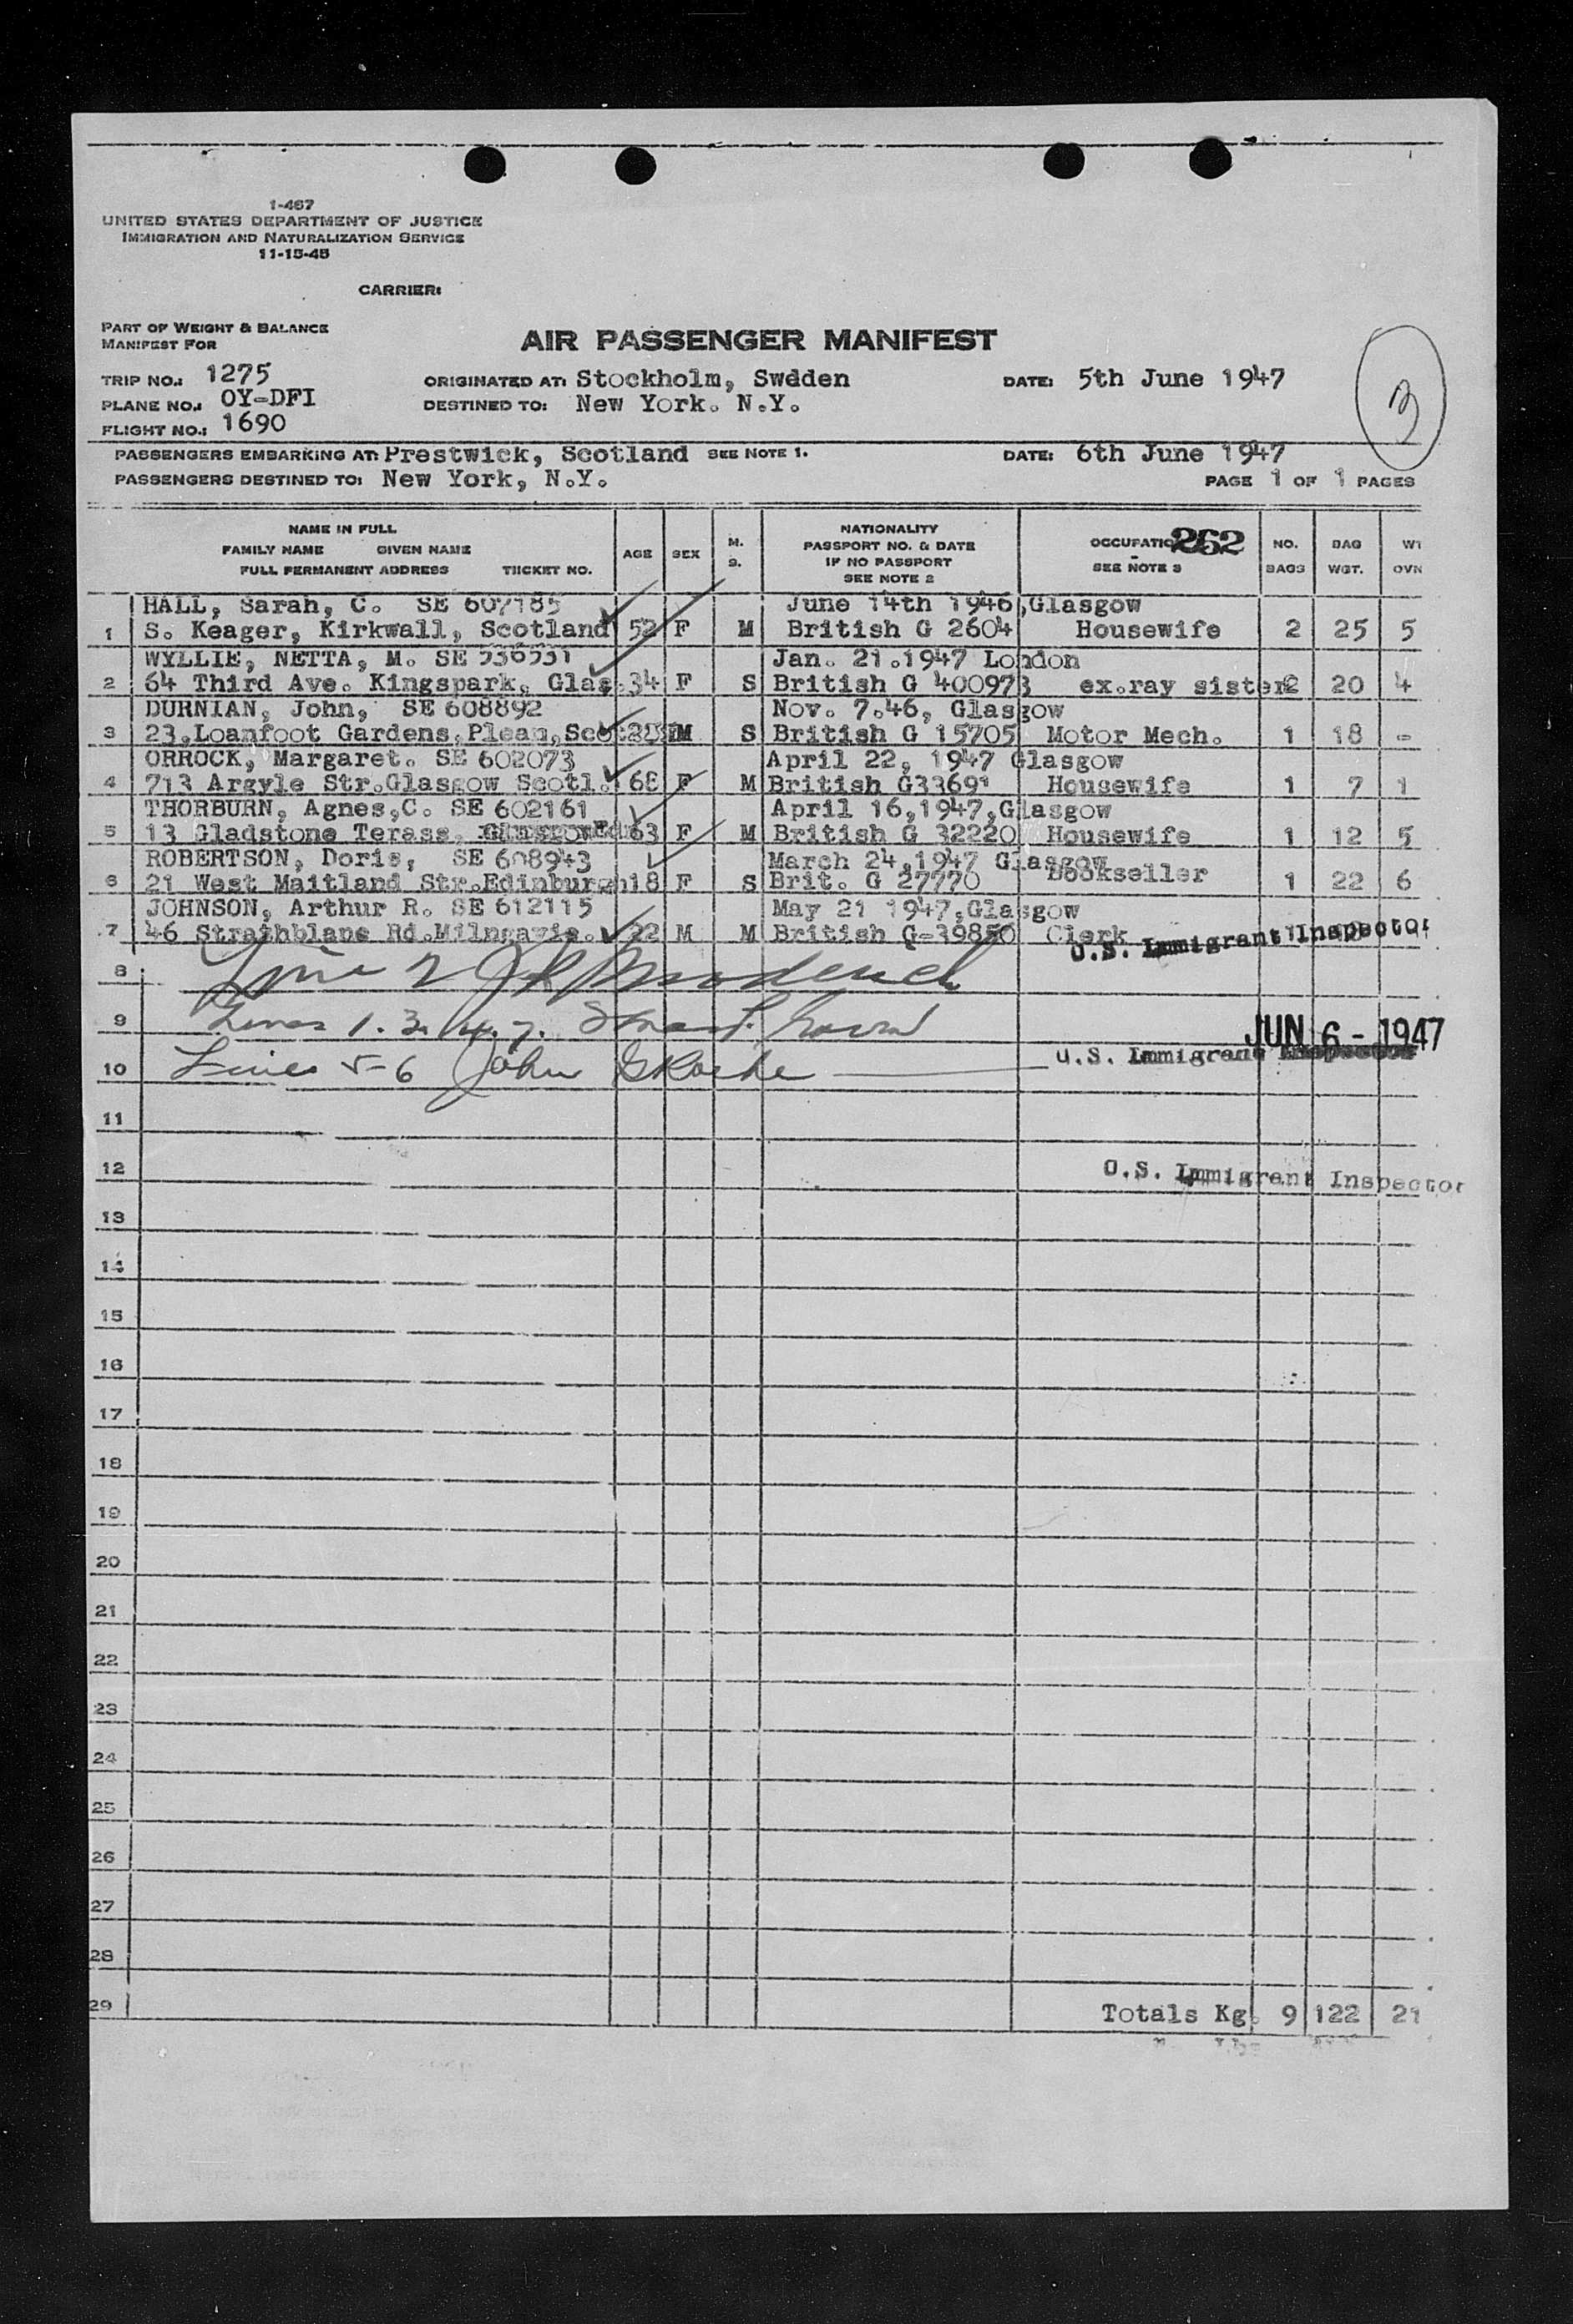 1-467
UNITED STATES DEPARTMENT OF JUSTICE
IMMIGRATION AND NATURALIZATION SERVICE
11-15-45
CARRIER:
PART OF WEIGHT & BALANCE
MANIFEST FOR
AIR PASSENGER MANIFEST
3
TRIP NO.: 1275 ORIGINATED AT: Stockholm, Swdden DATE: 5th June 1947
PLANE NO.: OY-DFI DESTINED TO: New York. N.Y.
FLIGHT NO.: 1690
PASSENGERS EMBARKING AT: Prestwick, Scotland SEE NOTE 1. DATE: 6th June 1947
PASSENGERS DESTINED TO: New York, N.Y. PAGE 1 OF 1 PAGES
NAME IN FULL
FAMILY NAME GIVEN NAME
FULL PERMANENT ADDRESS TICKET NO.
AGE SEX M. S.
NATIONALITY
PASSPORT NO. & DATE
IF NO PASSPORT
SEE NOTE 2
OCCUPATION 262
SEE NOTE 3
NO. BAGS
BAG WGT.
HALL, Sarah, C. SE 607185 June 14th 1946,Glasgow
1 S. Keager, Kirkwall, Scotland 52 F M British G 2604 Housewife 2 25 5
WYLLIE, NETTA, M. SE 536531 Jan. 21.1947 London
2 64 Third Ave. Kingspark, Glas. 34 F S British G 400973 ex.ray sister 2 20 4
DURNIAN, John, SE 608892 Nov. 7.46, Glasgow
3 23,Loanfoot Gardens,Plean, M S British G 15705 Motor Mech. 1 18 -
ORROCK, Margaret. SE 602073 April 22, 1947 Glasgow
4 713 Argyle Str.Glasgow Scotl. 68 F M British G33691 Housewife 1 7 1
THORBURN, Agnes,C. SE 602161 April 16,1947,Glasgow
5 13 Gladstone Terass, 63 F M British G 32220 Housewife 1 12 5
ROBERTSON, Doris, SE 608943 March 24,1947 Glasgow
6 21 West Maitland Str.Edinburgh 18 F S Brit. G 27770 Bookseller 1 22 6
JOHNSON, Arthur R. SE 612115 May 21 1947,Glasgow
7 46 Strathblane Rd.Milngavie. 22 M M British G-39850 Clerk
U.S. Immigrant Inspector
8 Line 2
9 Lines 1. 3. 4. 7.
JUN 6 - 1947
U.S. Immigrant Inspector
10 Lines 5-6 John
11
12
U.S. Immigrant Inspector
13
14
15
16
17
18
19
20
21
22
23
24
25
26
27
28
29 Totals Kg. 9 122 21